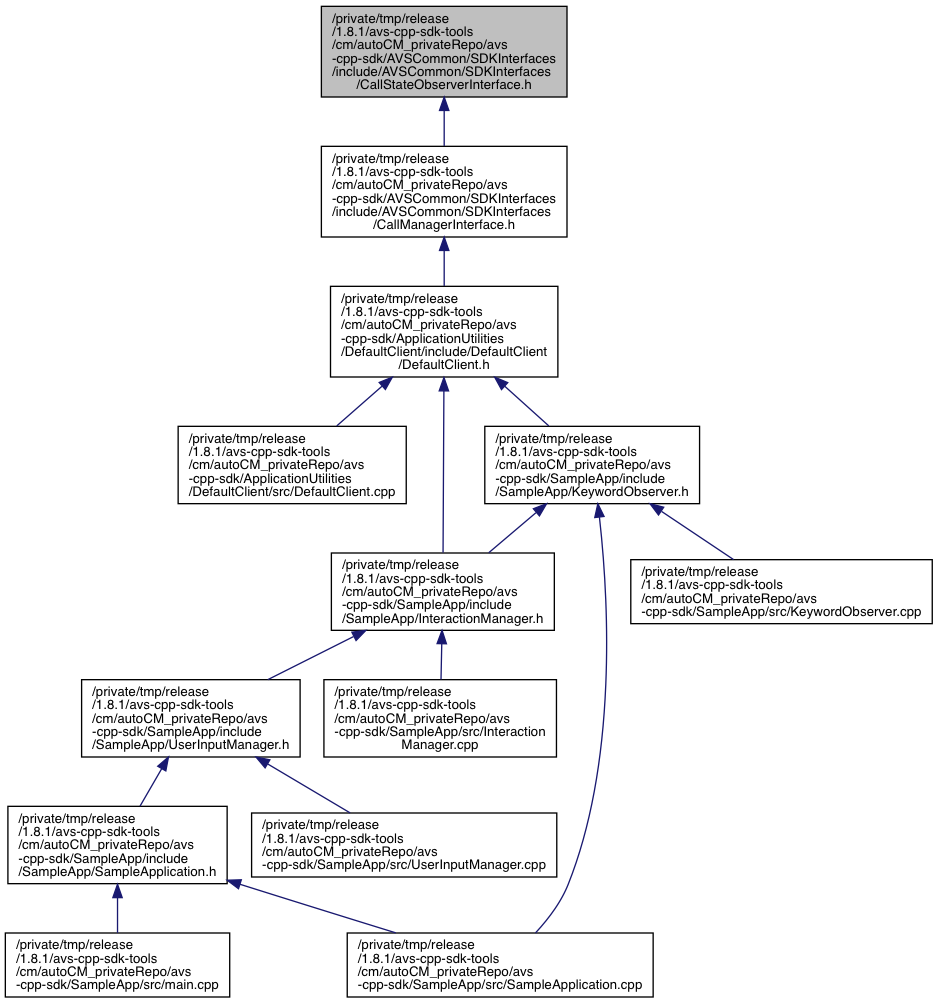 /private/tmp/release
/1.8.1/avs-cpp-sdk-tools
/cm/autoCM_privateRepo/avs
-cpp-sdk/AVSCommon/SDKInterfaces
/include/AVSCommon/SDKInterfaces
/CallStateObserverInterface.h
/private/tmp/release
/1.8.1/avs-cpp-sdk-tools
/cm/autoCM_privateRepo/avs
-cpp-sdk/AVSCommon/SDKInterfaces
/include/AVSCommon/SDKInterfaces
/CallManagerInterface.h
/private/tmp/release
/1.8.1/avs-cpp-sdk-tools
/cm/autoCM_privateRepo/avs
-cpp-sdk/ApplicationUtilities
/DefaultClient/include/DefaultClient
/DefaultClient.h
/private/tmp/release
/1.8.1/avs-cpp-sdk-tools
/cm/autoCM_privateRepo/avs
-cpp-sdk/ApplicationUtilities
/DefaultClient/src/DefaultClient.cpp
/private/tmp/release
/1.8.1/avs-cpp-sdk-tools
/cm/autoCM_privateRepo/avs
-cpp-sdk/SampleApp/include
/SampleApp/KeywordObserver.h
/private/tmp/release
/1.8.1/avs-cpp-sdk-tools
/cm/autoCM_privateRepo/avs
-cpp-sdk/SampleApp/include
/SampleApp/InteractionManager.h
/private/tmp/release
/1.8.1/avs-cpp-sdk-tools
/cm/autoCM_privateRepo/avs
-cpp-sdk/SampleApp/src/KeywordObserver.cpp
/private/tmp/release
/1.8.1/avs-cpp-sdk-tools
/cm/autoCM_privateRepo/avs
-cpp-sdk/SampleApp/include
/SampleApp/UserInputManager.h
/private/tmp/release
/1.8.1/avs-cpp-sdk-tools
/cm/autoCM_privateRepo/avs
-cpp-sdk/SampleApp/src/Interaction
Manager.cpp
/private/tmp/release
/1.8.1/avs-cpp-sdk-tools
/cm/autoCM_privateRepo/avs
-cpp-sdk/SampleApp/include
/SampleApp/SampleApplication.h
/private/tmp/release
/1.8.1/avs-cpp-sdk-tools
/cm/autoCM_privateRepo/avs
-cpp-sdk/SampleApp/src/UserInputManager.cpp
/private/tmp/release
/1.8.1/avs-cpp-sdk-tools
/cm/autoCM_privateRepo/avs
-cpp-sdk/SampleApp/src/main.cpp
/private/tmp/release
/1.8.1/avs-cpp-sdk-tools
/cm/autoCM_privateRepo/avs
-cpp-sdk/SampleApp/src/SampleApplication.cpp